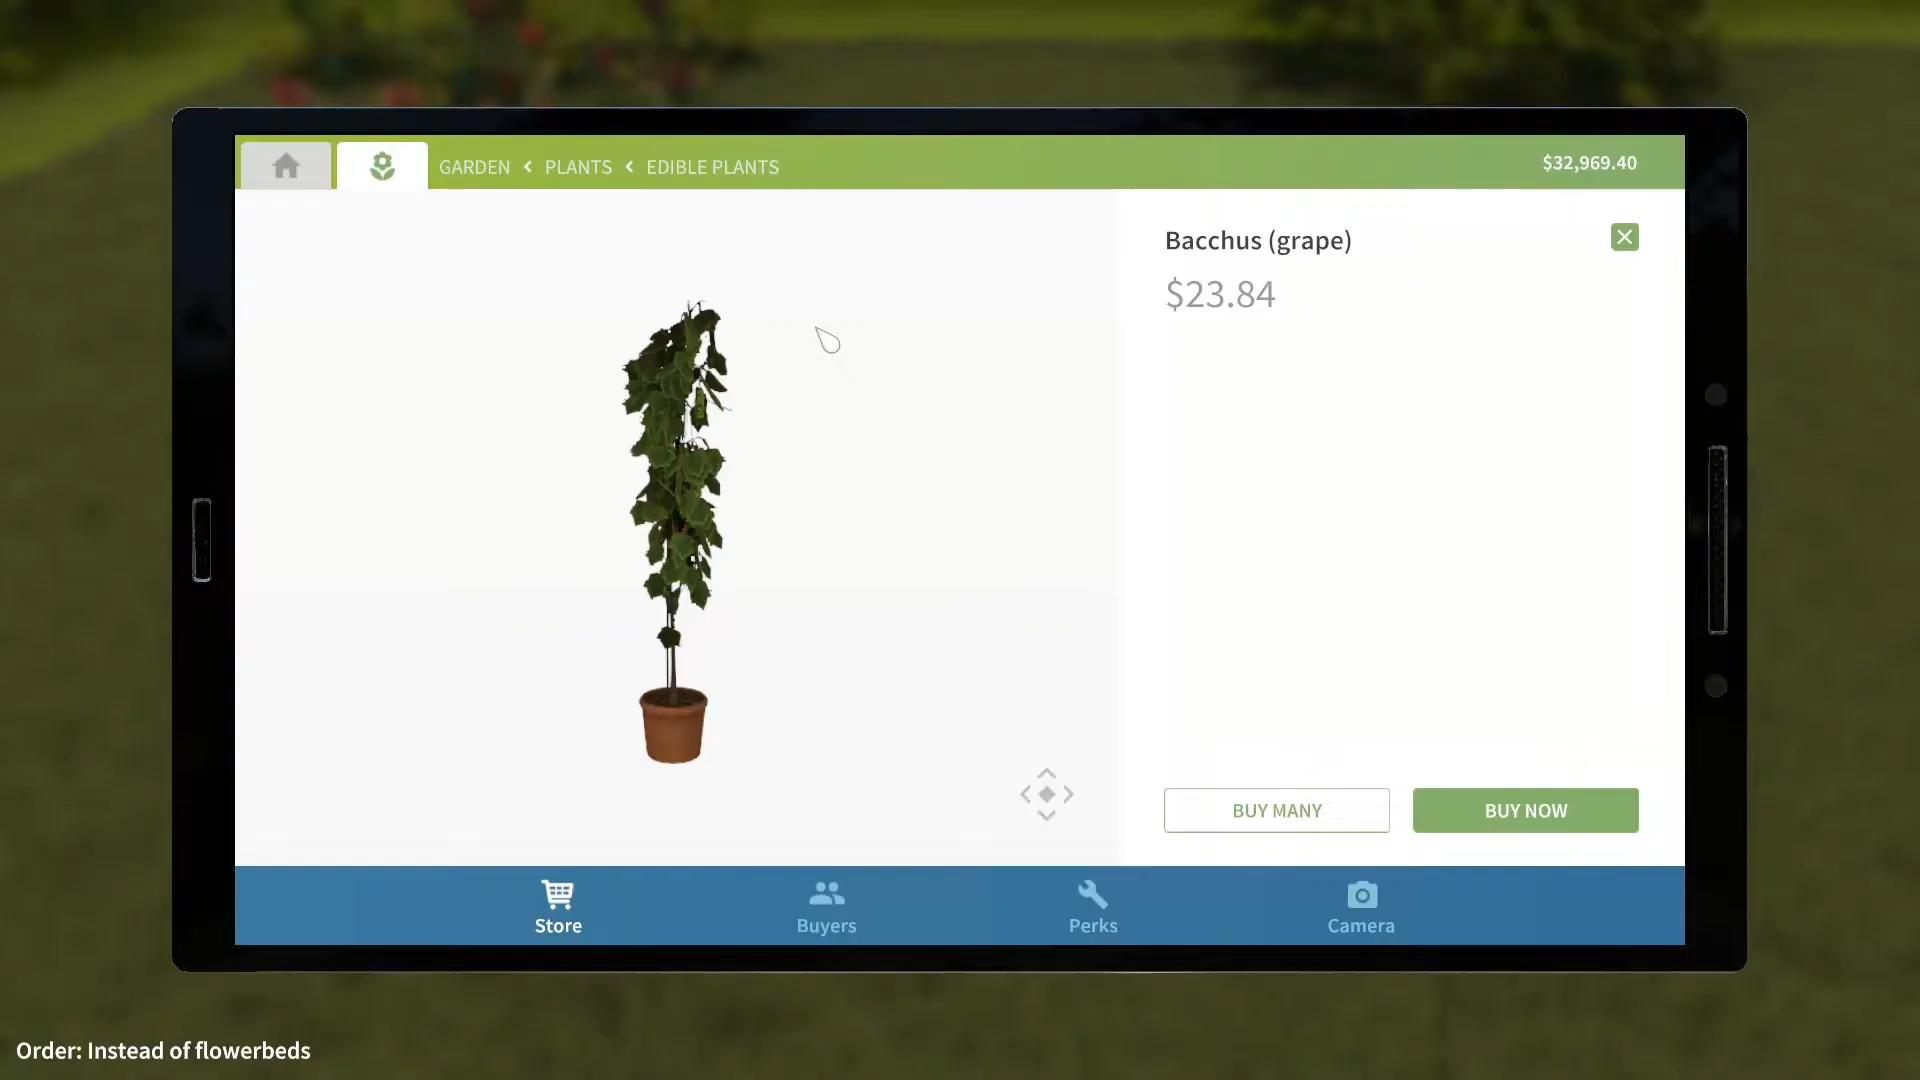 GARDEN < PLANTS < EDIBLE PLANTS
$32,969.40
Bacchus (grape)
$23.84
BUY MANY
BUY NOW
Store
Buyers
Perks
Camera
Order: Instead of flowerbeds